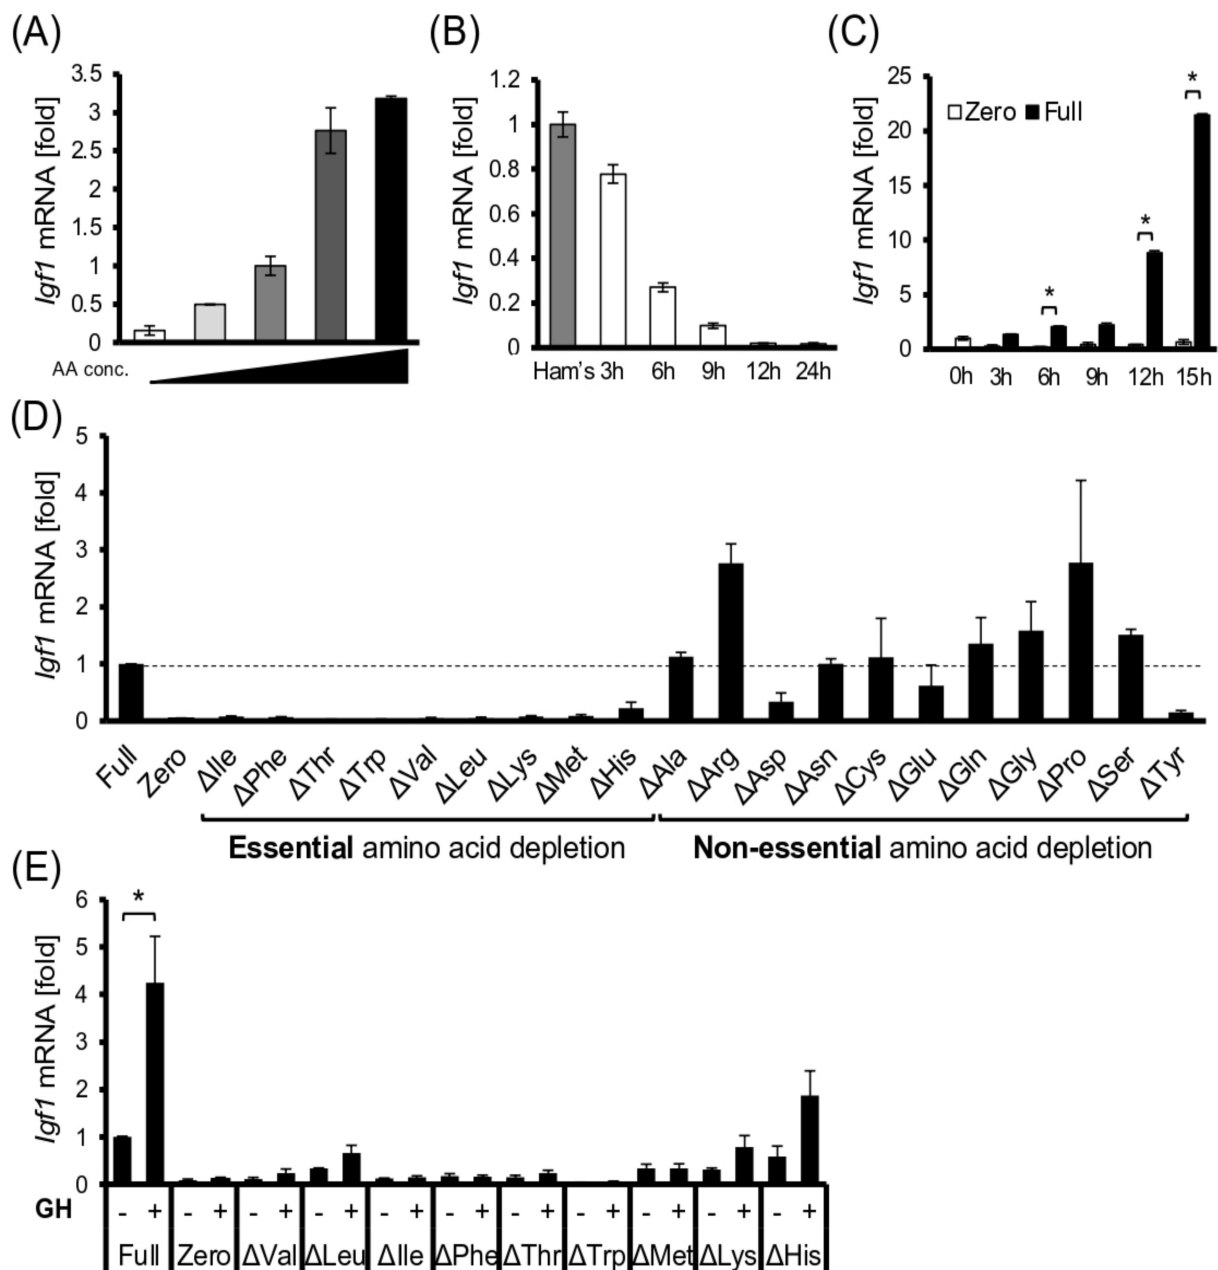 (A)
Igf1 mRNA [fold]
3.5
3
2.5
2
1.5
1
0.5
0
AA conc.
(B)
Igf1 mRNA [fold]
1.2
1
0.8
0.6
0.4
0.2
0
Ham's 3h 6h 9h 12h 24h
(C)
Igf1 mRNA [fold]
25
20
15
10
5
0
Zero Full
*
*
*
0h 3h 6h 9h 12h 15h
(D)
Igf1 mRNA [fold]
5
4
3
2
1
0
Full Zero ΔIle ΔPhe ΔThr ΔTrp ΔVal ΔLeu ΔLys ΔMet ΔHis ΔAla ΔArg ΔAsp ΔAsn ΔCys ΔGlu ΔGln ΔGly ΔPro ΔSer ΔTyr
Essential amino acid depletion Non-essential amino acid depletion
(E)
Igf1 mRNA [fold]
6
5
4
3
2
1
0
*
GH - + - + - + - + - + - + - + - + - + - + - +
Full Zero ΔVal ΔLeu ΔIle ΔPhe ΔThr ΔTrp ΔMet ΔLys ΔHis